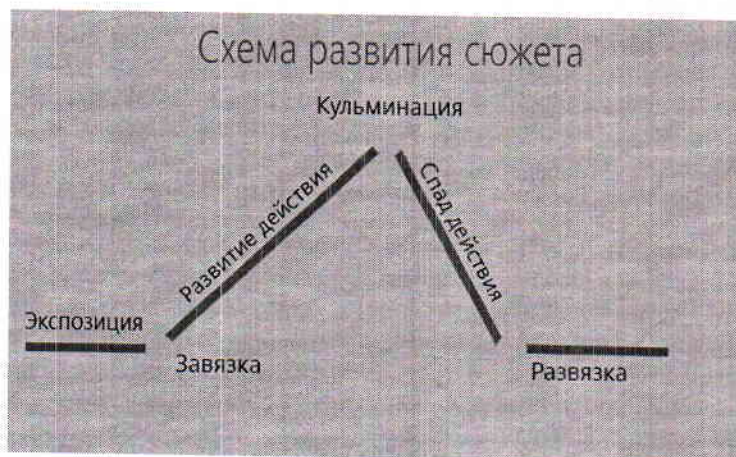 Схема развития сюжета
Кульминация
Развитие действия
Спад действия
Экспозиция
Завязка
Развязка